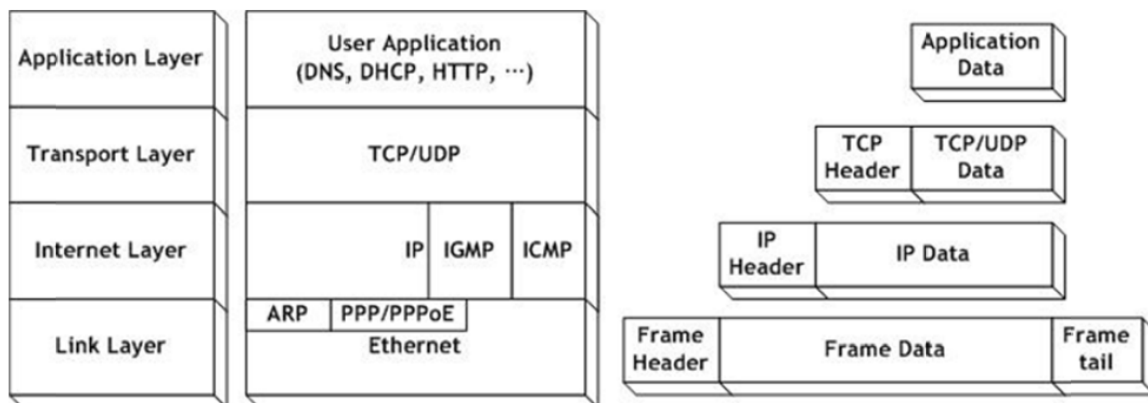 Application Layer
User Application
(DNS, DHCP, HTTP, ⋯)
Application
Data
Transport Layer
TCP/UDP
TCP
Header
TCP/UDP
Data
Internet Layer
IP
IGMP
ICMP
IP
Header
IP Data
Link Layer
ARP
PPP/PPPoE
Ethernet
Frame
Header
Frame Data
Frame
tail